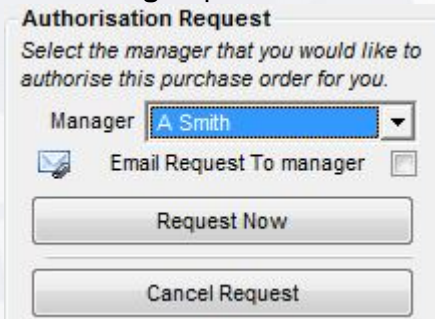 Authorisation Request
Select the manager that you would like to
authorise this purchase order for you.
Manager A Smith
Email Request To manager
Request Now
Cancel Request